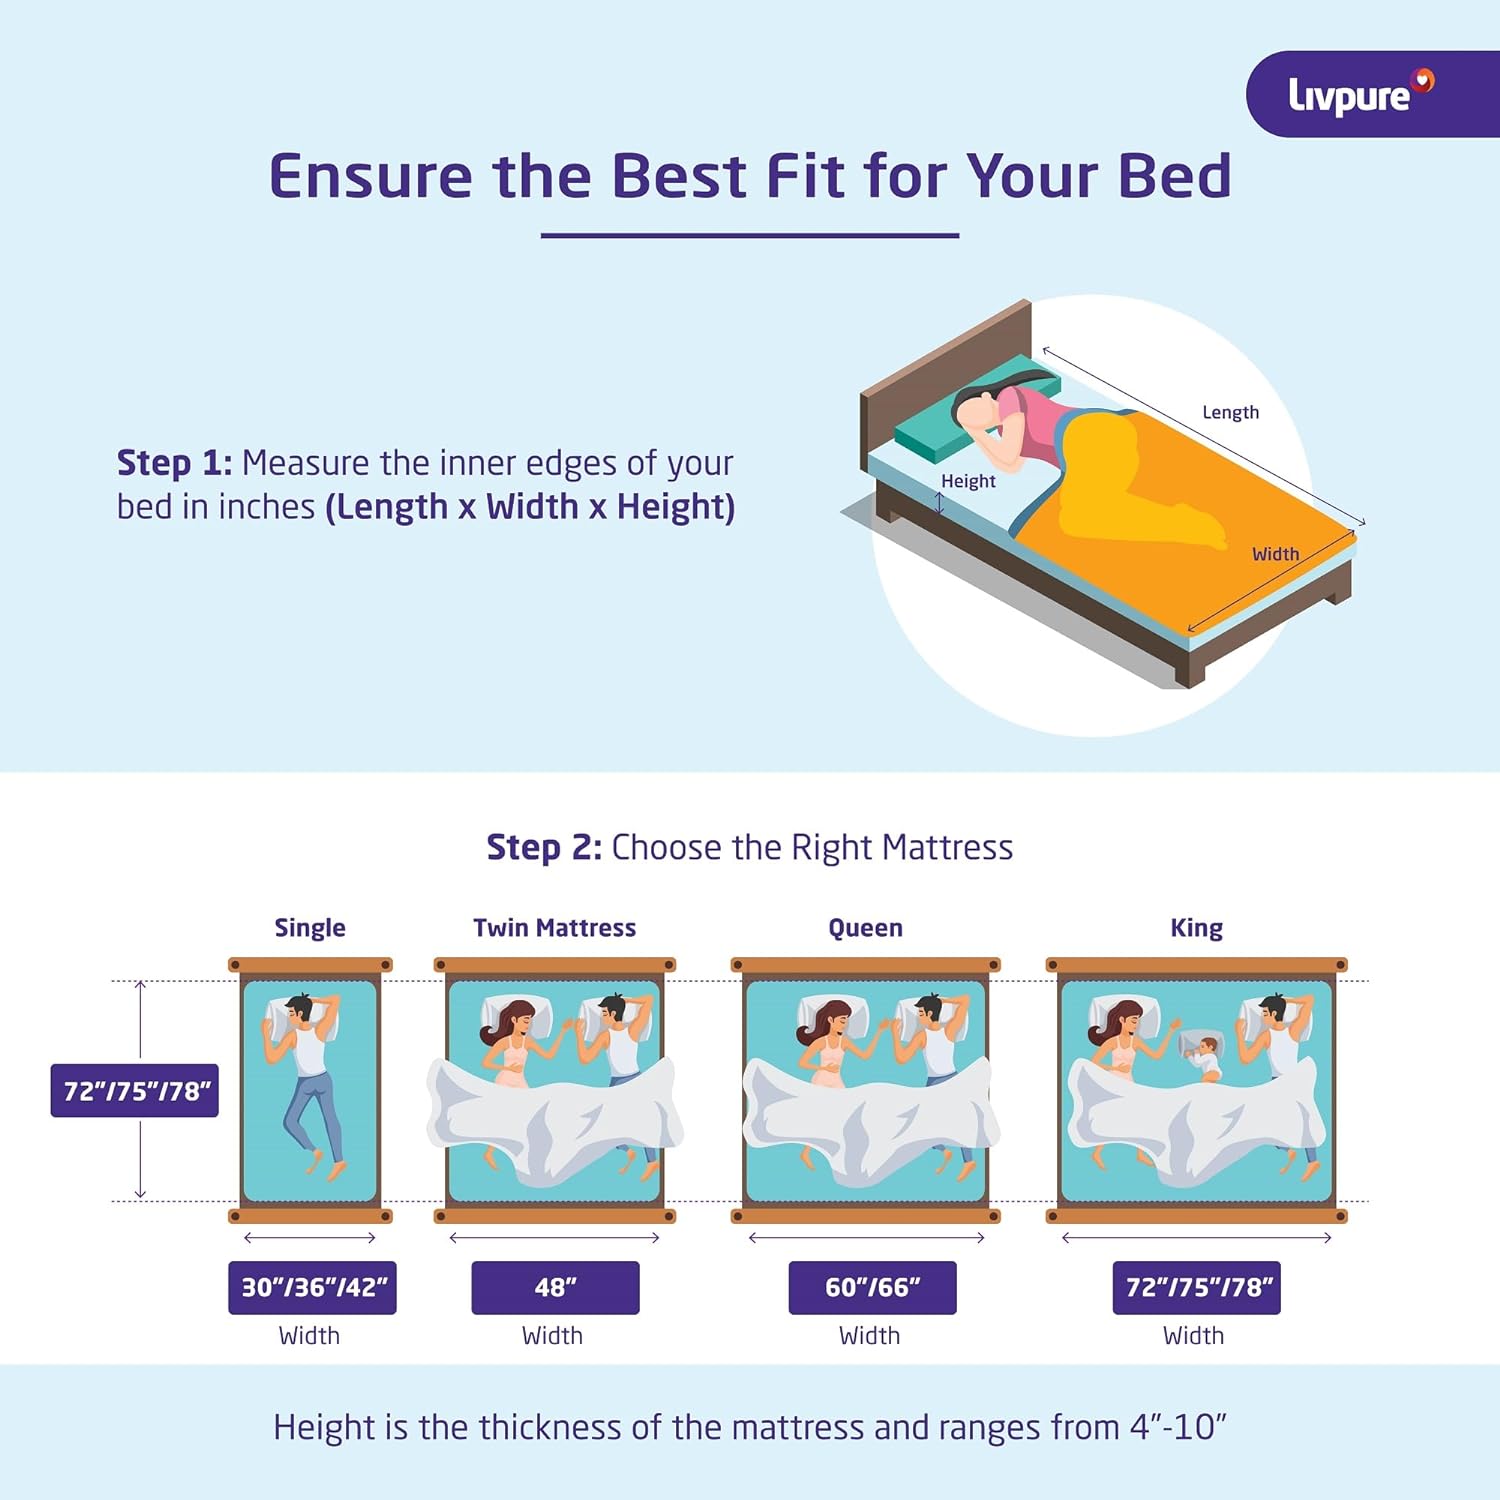 Livpure
Ensure the Best Fit for Your Bed
Step 1: Measure the inner edges of your
bed in inches (Length x Width x Height)
Length
Height
Width
Step 2: Choose the Right Mattress
Single
Twin Mattress
Queen
King
72"/75"/78"
30"/36"/42"
48"
60"/66"
72"/75"/78"
Width
Width
Width
Width
Height is the thickness of the mattress and ranges from 4"-10"